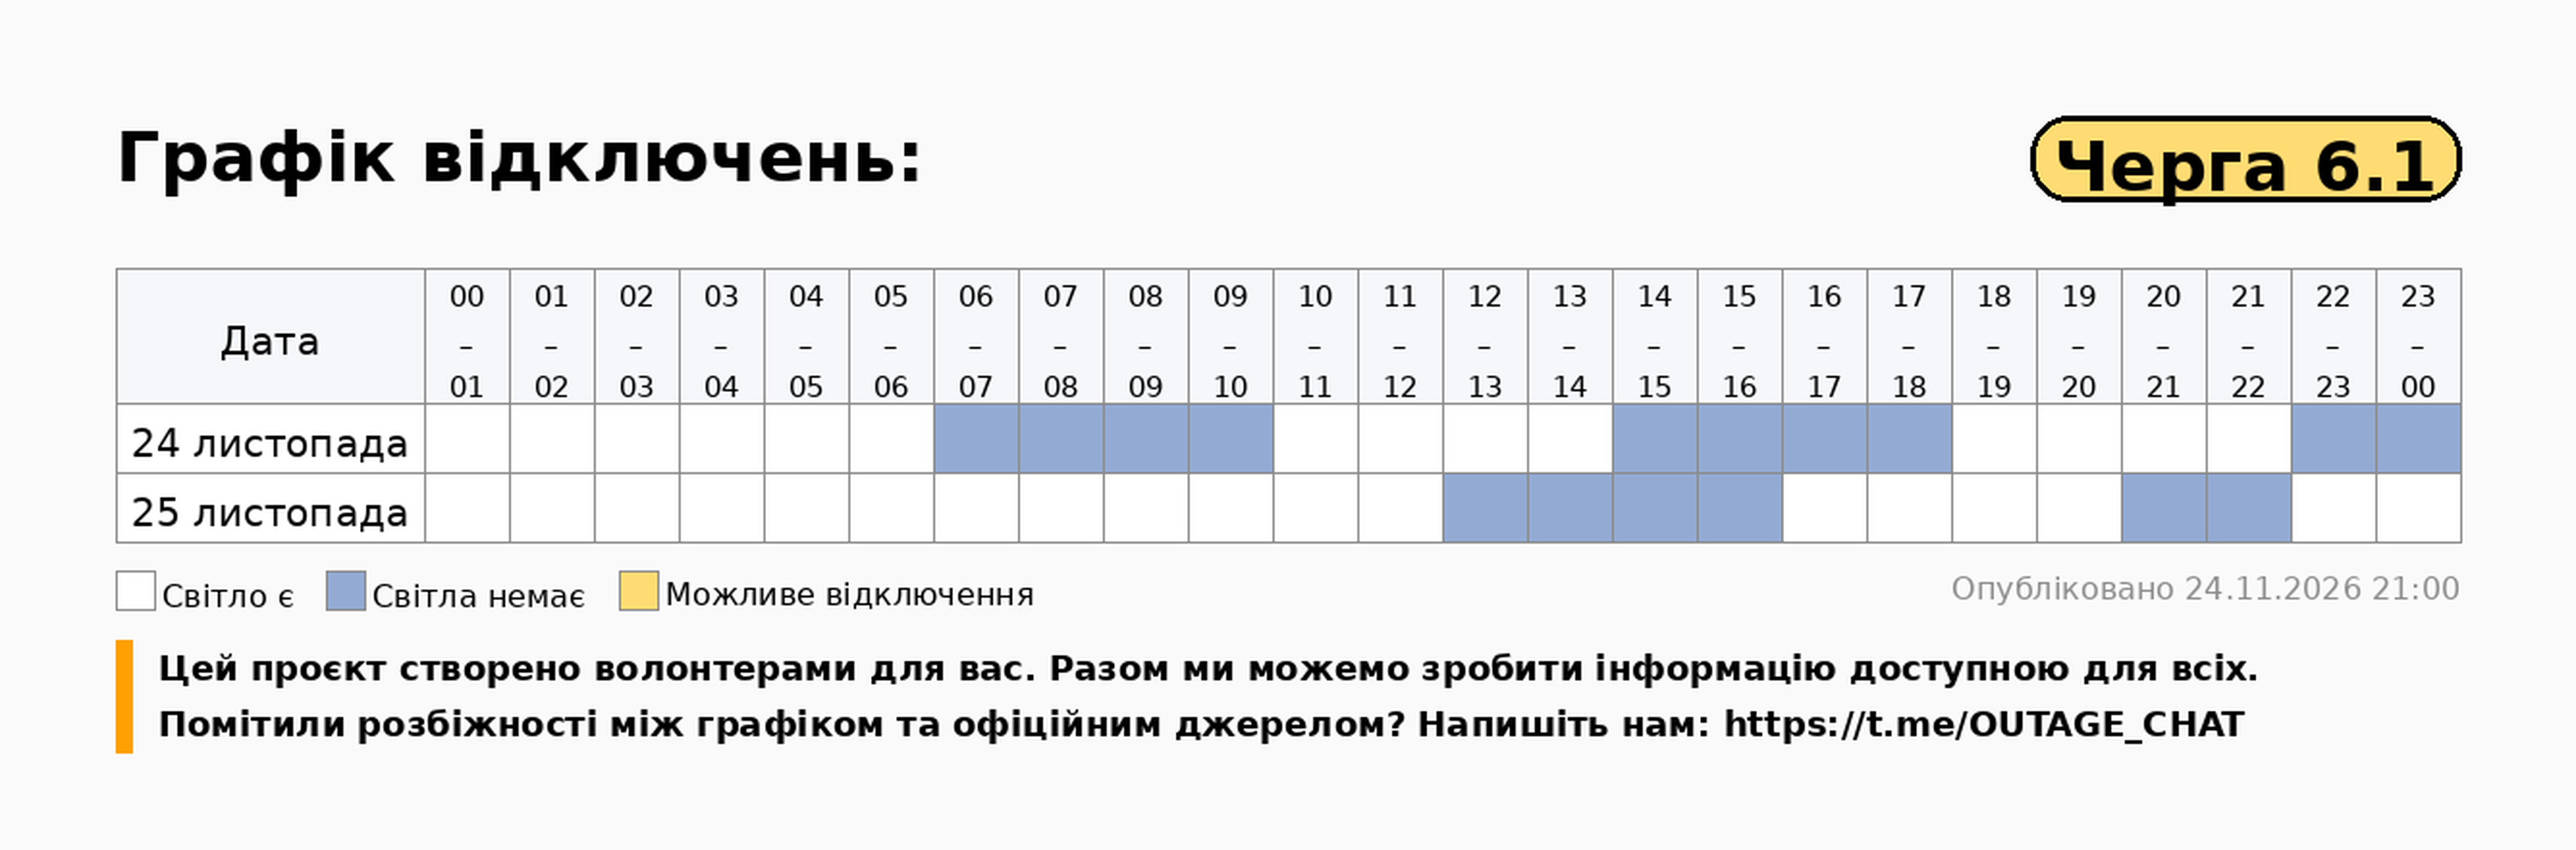 Графік відключень:
Черга 6.1
Дата
00 – 01
01 – 02
02 – 03
03 – 04
04 – 05
05 – 06
06 – 07
07 – 08
08 – 09
09 – 10
10 – 11
11 – 12
12 – 13
13 – 14
14 – 15
15 – 16
16 – 17
17 – 18
18 – 19
19 – 20
20 – 21
21 – 22
22 – 23
23 – 00
24 листопада
25 листопада
Світло є
Світла немає
Можливе відключення
Опубліковано 24.11.2026 21:00
Цей проєкт створено волонтерами для вас. Разом ми можемо зробити інформацію доступною для всіх.
Помітили розбіжності між графіком та офіційним джерелом? Напишіть нам: https://t.me/OUTAGE_CHAT